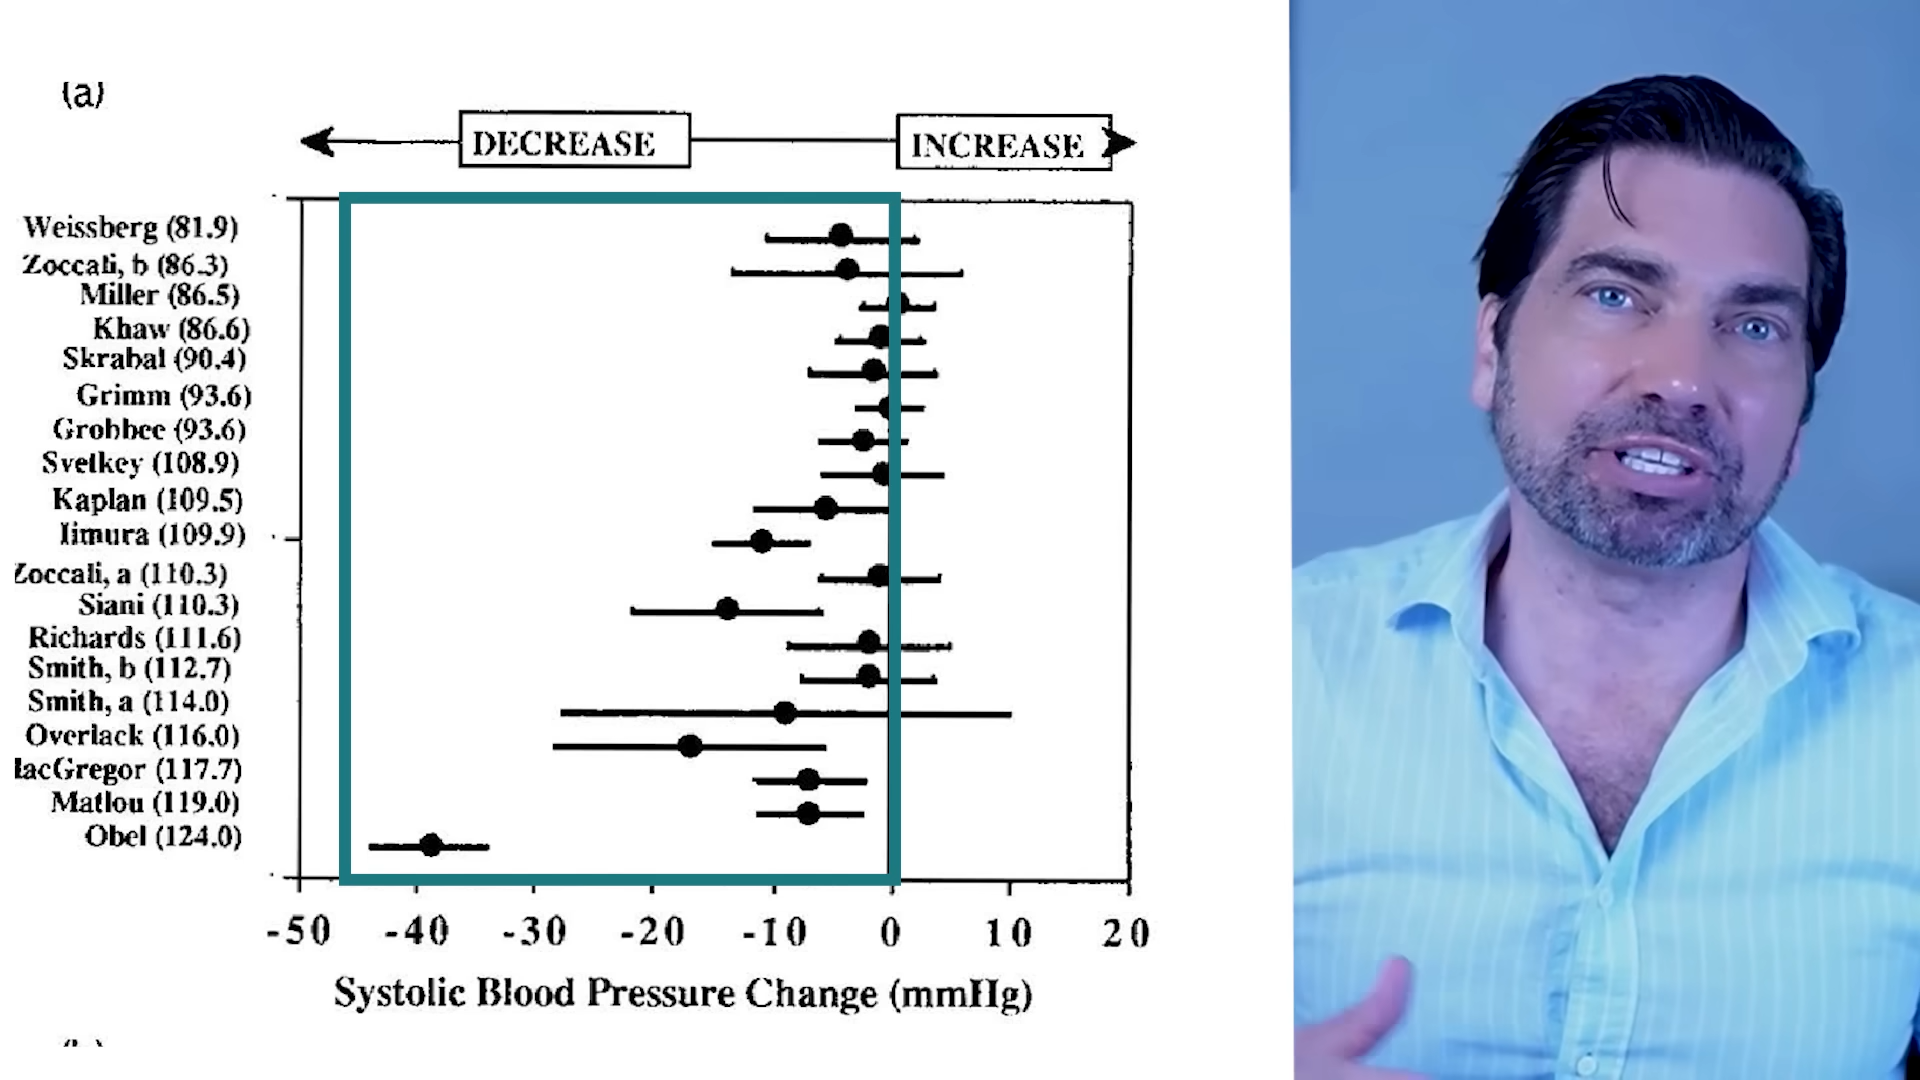 (a)
DECREASE INCREASE
Weissberg (81.9)
Zoccali, b (86.3)
Miller (86.5)
Khaw (86.6)
Skrabal (90.4)
Grimm (93.6)
Grobbee (93.6)
Svetkey (108.9)
Kaplan (109.5)
Iimura (109.9)
Zoccali, a (110.3)
Siani (110.3)
Richards (111.6)
Smith, b (112.7)
Smith, a (114.0)
Overlack (116.0)
lacGregor (117.7)
Matlou (119.0)
Obel (124.0)
-50 -40 -30 -20 -10 0 10 20
Systolic Blood Pressure Change (mmHg)